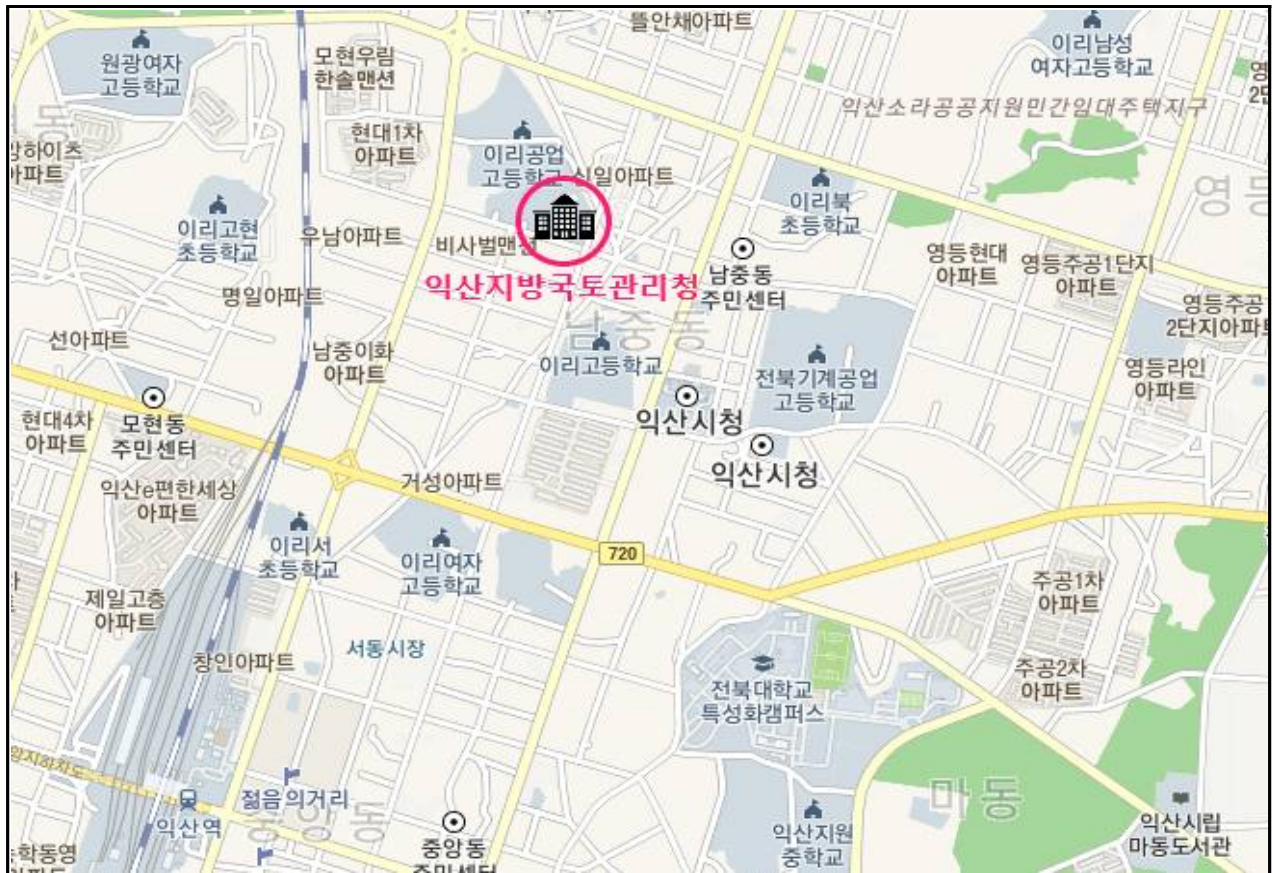 뜰안채아파트
원광여자
고등학교
모현우림
한솔맨션
이리남성
여자고등학교
익산소라공공지원민간임대주택지구
현대1차
아파트
이리공업
고등학교
신일아파트
아파트
이리고현
초등학교
우남아파트
비사벌맨션
이리북
초등학교
영등
남중동
주민센터
영등현대
아파트
영등주공1단지
아파트
익산지방국토관리청
명일아파트
영등주공
2단지아파트
남중동
선아파트
남중이화
아파트
이리고등학교
전북기계공업
고등학교
영등라인
아파트
현대4차
아파트
모현동
주민센터
익산시청
익산시청
거성아파트
익산e편한세상
아파트
이리서
초등학교
이리여자
고등학교
720
주공1차
아파트
제일고층
아파트
서동시장
창인아파트
전북대학교
특성화캠퍼스
주공2차
아파트
젊음의거리
익산역
중앙동
중앙동
주민센터
마동
익산지원
중학교
익산시립
마동도서관